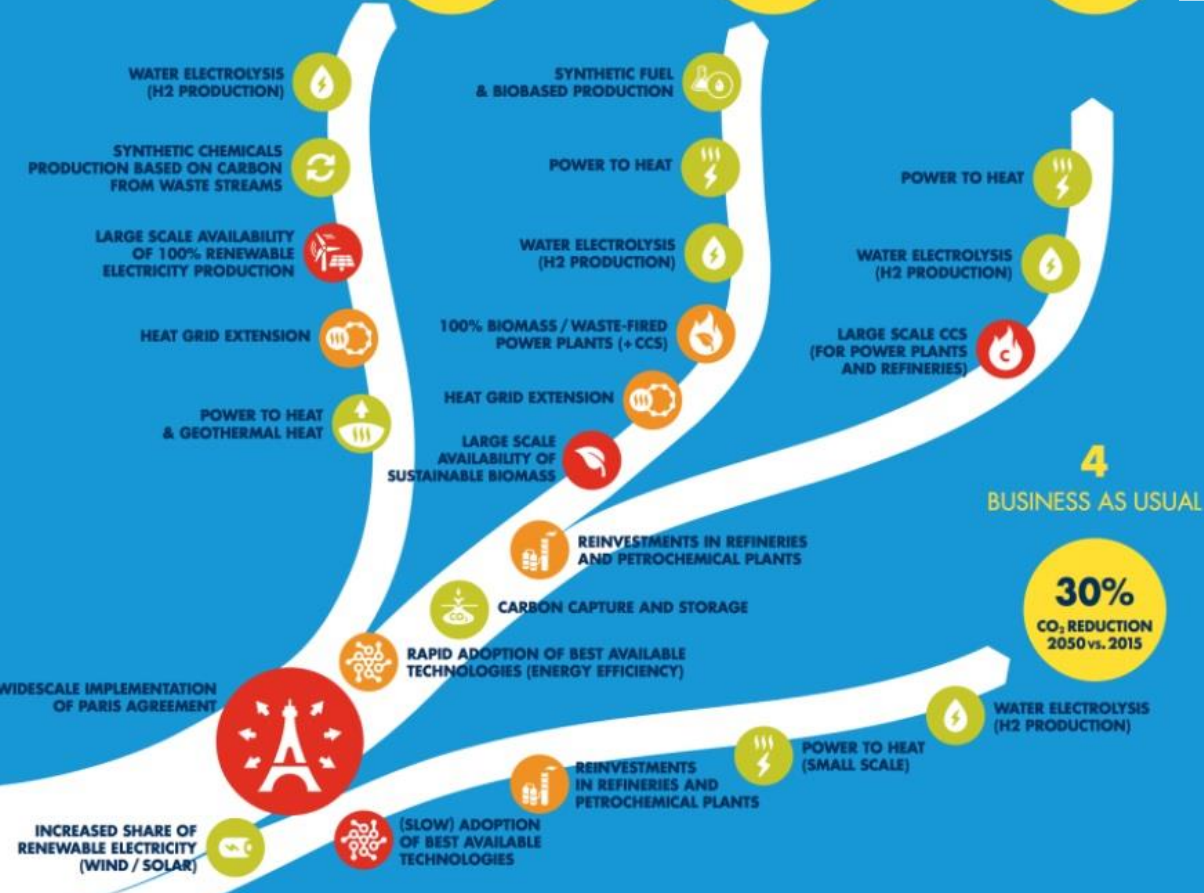 WATER ELECTROLYSIS
(H2 PRODUCTION)
SYNTHETIC CHEMICALS
PRODUCTION BASED ON CARBON
FROM WASTE STREAMS
LARGE SCALE AVAILABILITY
OF 100% RENEWABLE
ELECTRICITY PRODUCTION
HEAT GRID EXTENSION
POWER TO HEAT
& GEOTHERMAL HEAT
SYNTHETIC FUEL
& BIOBASED PRODUCTION
POWER TO HEAT
WATER ELECTROLYSIS
(H2 PRODUCTION)
100% BIOMASS / WASTE-FIRED
POWER PLANTS (+CCS)
HEAT GRID EXTENSION
LARGE SCALE
AVAILABILITY OF
SUSTAINABLE BIOMASS
POWER TO HEAT
WATER ELECTROLYSIS
(H2 PRODUCTION)
LARGE SCALE CCS
(FOR POWER PLANTS
AND REFINERIES)
C
REINVESTMENTS IN REFINERIES
AND PETROCHEMICAL PLANTS
CO₂
CARBON CAPTURE AND STORAGE
RAPID ADOPTION OF BEST AVAILABLE
TECHNOLOGIES (ENERGY EFFICIENCY)
WIDESCALE IMPLEMENTATION
OF PARIS AGREEMENT
4
BUSINESS AS USUAL
30%
CO₂ REDUCTION
2050 vs. 2015
WATER ELECTROLYSIS
(H2 PRODUCTION)
POWER TO HEAT
(SMALL SCALE)
REINVESTMENTS
IN REFINERIES AND
PETROCHEMICAL PLANTS
(SLOW) ADOPTION
OF BEST AVAILABLE
TECHNOLOGIES
INCREASED SHARE OF
RENEWABLE ELECTRICITY
(WIND / SOLAR)